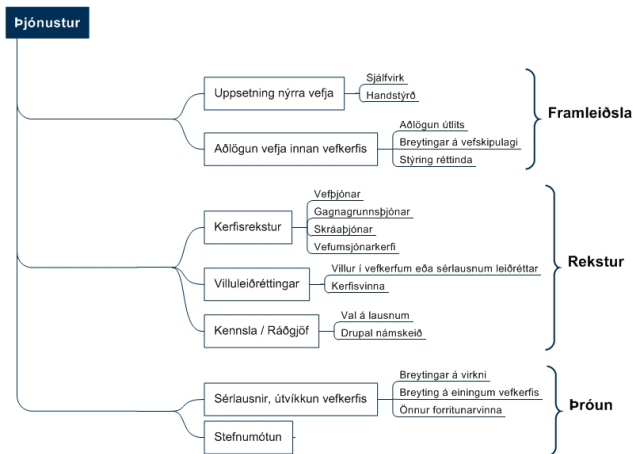 Þjónustur
Uppsetning nýrra vefja
Sjálfvirk
Handstýrð
Aðlögun vefja innan vefkerfis
Aðlögun útlits
Breytingar á vefskipulagi
Stýring réttinda
Framleiðsla
Kerfisrekstur
Vefþjónar
Gagnagrunnsþjónar
Skráaþjónar
Vefumsjónarkerfi
Villuleiðréttingar
Villur í vefkerfum eða sérlausnum leiðréttar
Kerfisvinna
Kennsla / Ráðgjöf
Val á lausnum
Drupal námskeið
Rekstur
Sérlausnir, útvíkkun vefkerfis
Breytingar á virkni
Breyting á einingum vefkerfis
Önnur forritunarvinna
Stefnumótun
Þróun